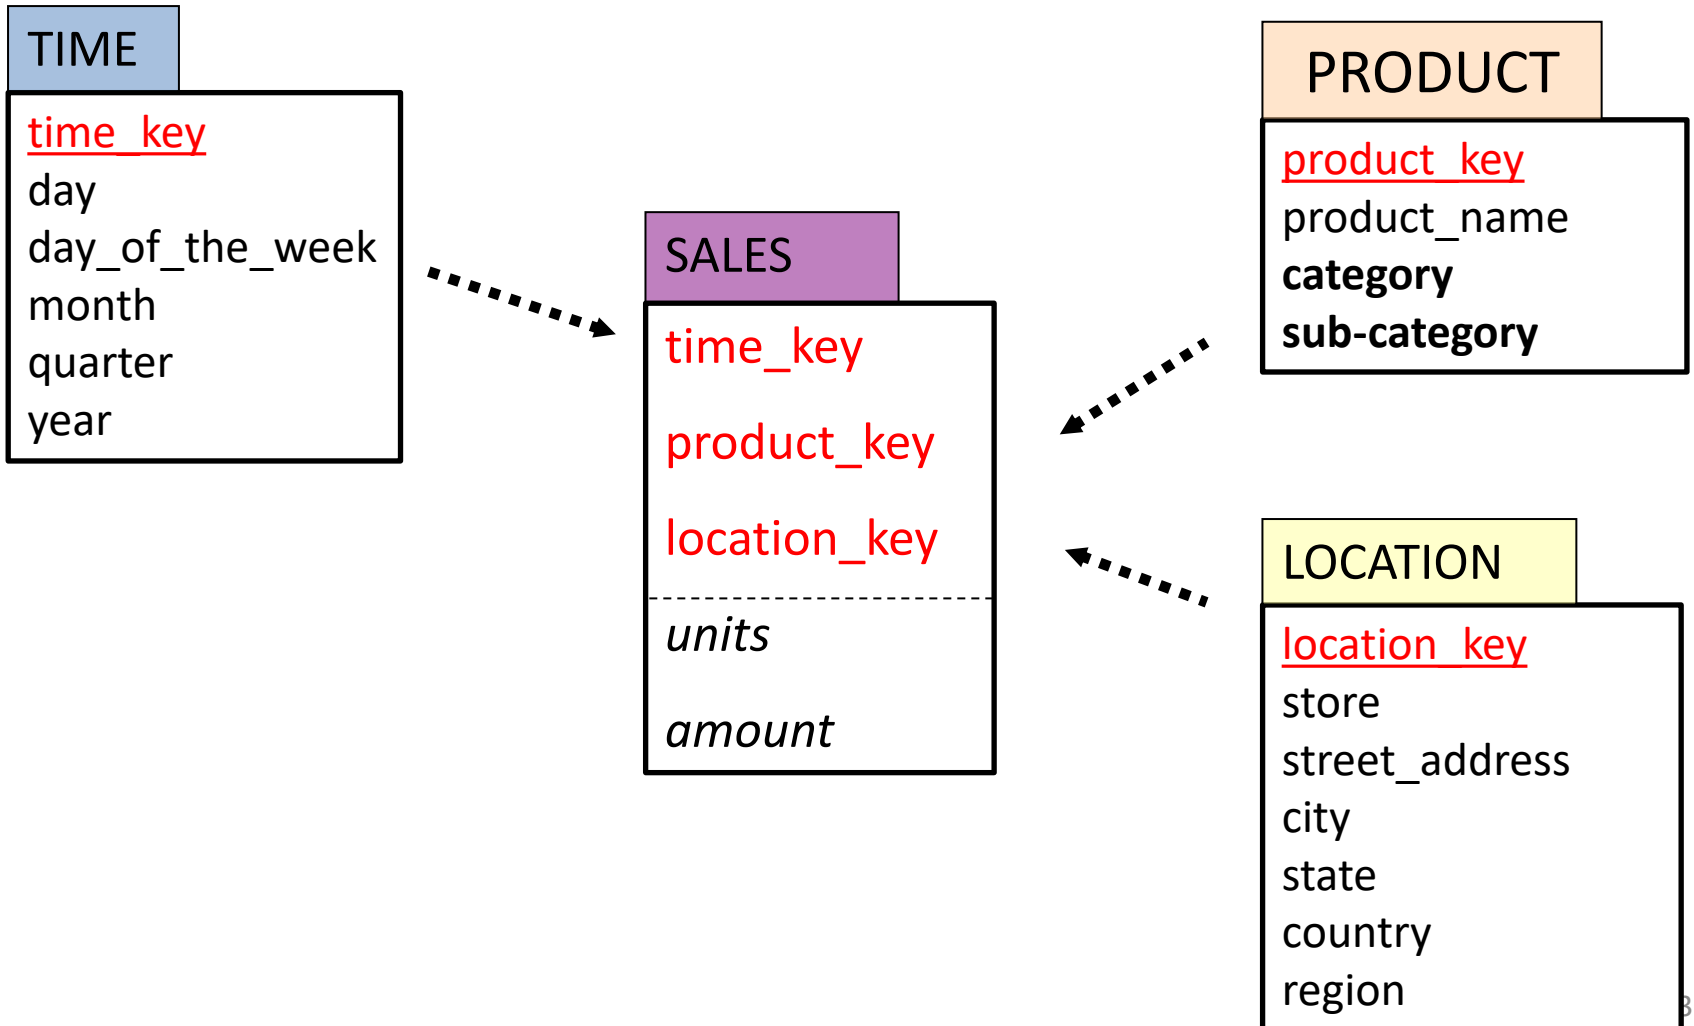 TIME
time_key
day
day_of_the_week
month
quarter
year
SALES
time_key
product_key
location_key
units
amount
PRODUCT
product_key
product_name
category
sub-category
LOCATION
location_key
store
street_address
city
state
country
region